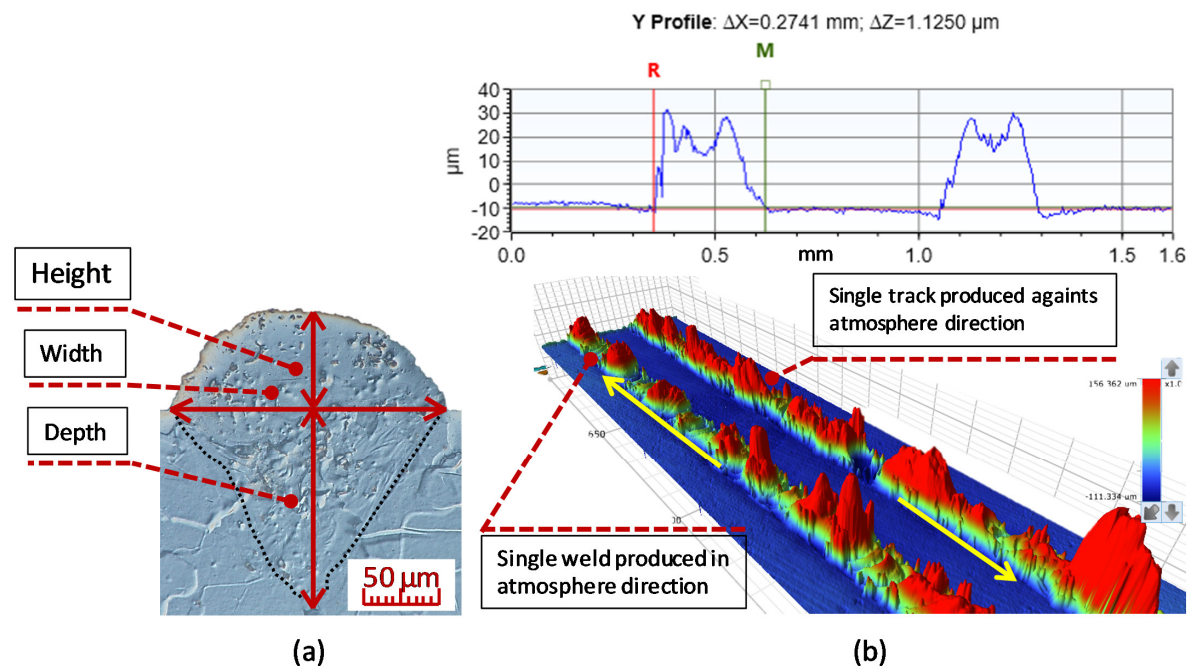 Y Profile: ΔX=0.2741 mm; ΔZ=1.1250 µm
R
M
40
30
20
10
0
-10
-20
µm
0.0
0.5
mm
1.0
1.5
1.6
Height
Width
Depth
50 µm
(a)
Single track produced againts
atmosphere direction
156.362 um
x1.0
-111.334 um
650
Single weld produced in
atmosphere direction
(b)